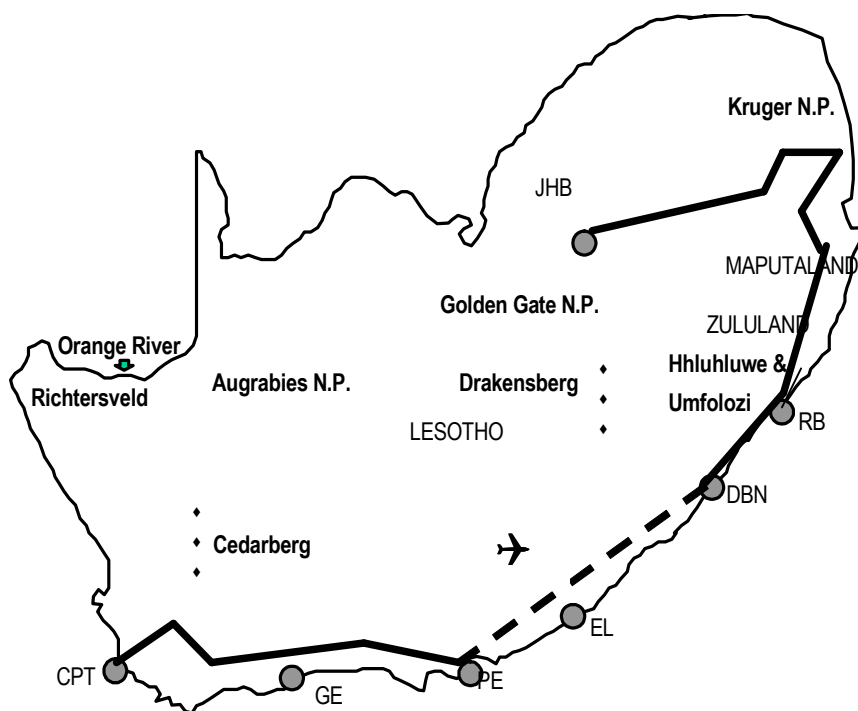 Kruger N.P.
JHB
MAPUTALAND
Golden Gate N.P.
ZULULAND
Orange River
Hhluhluwe &
Umfolozi
Richtersveld
Augrabies N.P.
Drakensberg
LESOTHO
RB
DBN
Cedarberg
EL
CPT
GE
PE